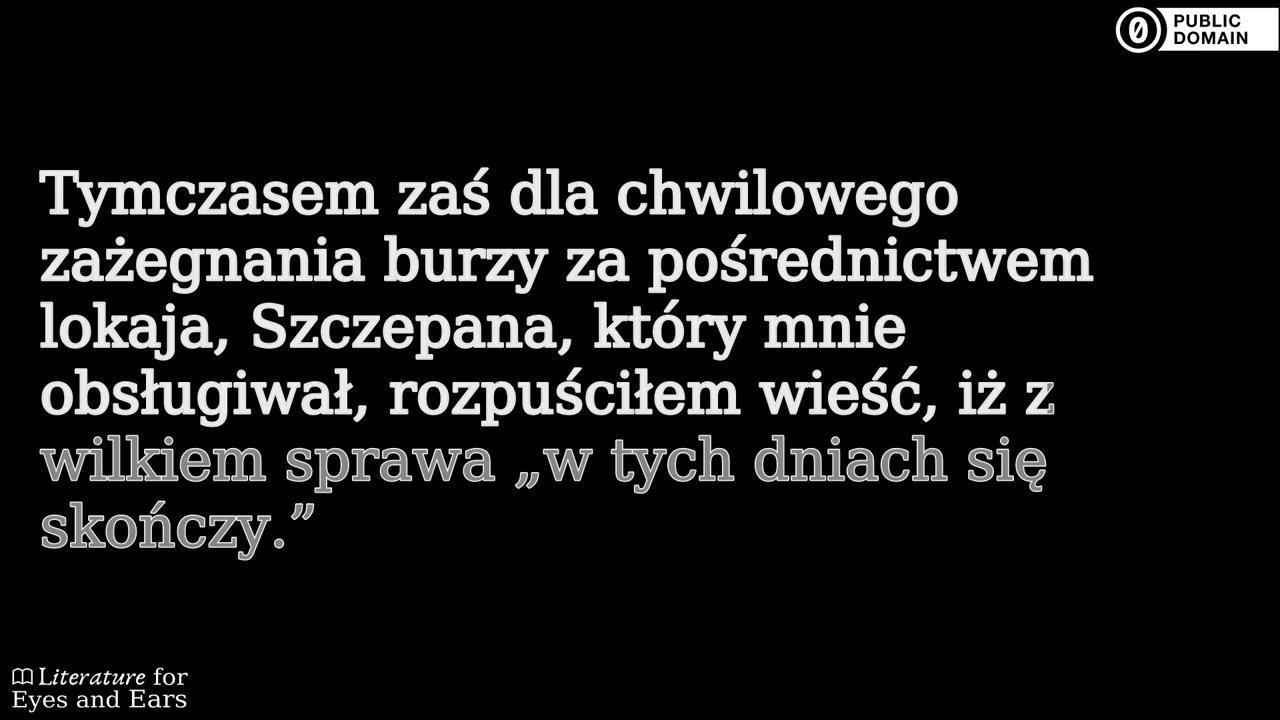 PUBLIC
DOMAIN
Tymczasem zaś dla chwilowego
zażegnania burzy za pośrednictwem
lokaja, Szczepana, który mnie
obsługiwał, rozpuściłem wieść, iż z
wilkiem sprawa „w tych dniach się
skończy.”
Literature for
Eyes and Ears